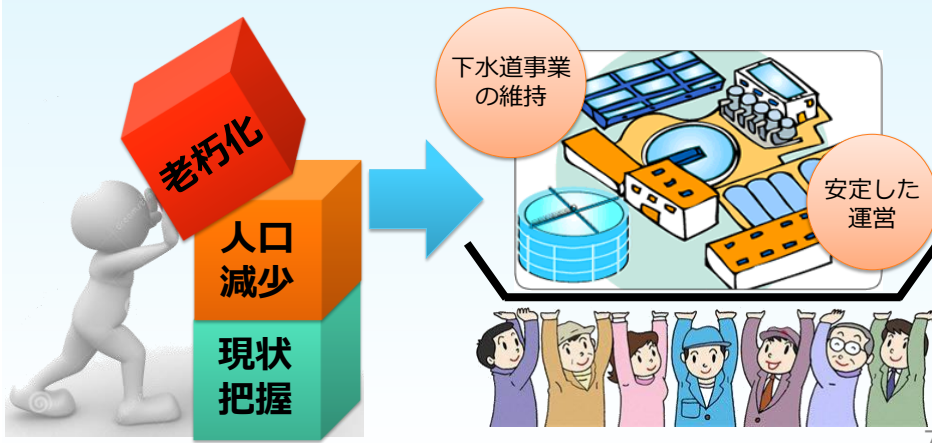 老朽化
人口
減少
現状
把握
下水道事業
の維持
安定した
運営